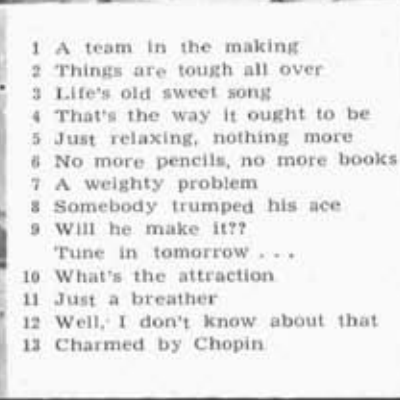 1 A team in the making
2 Things are tough all over
3 Life's old sweet song
4 That's the way it ought to be
5 Just relaxing, nothing more
6 No more pencils, no more books
7 A weighty problem
8 Somebody trumped his ace
9 Will he make it??
Tune in tomorrow . . .
10 What's the attraction
11 Just a breather
12 Well, I don't know about that
13 Charmed by Chopin